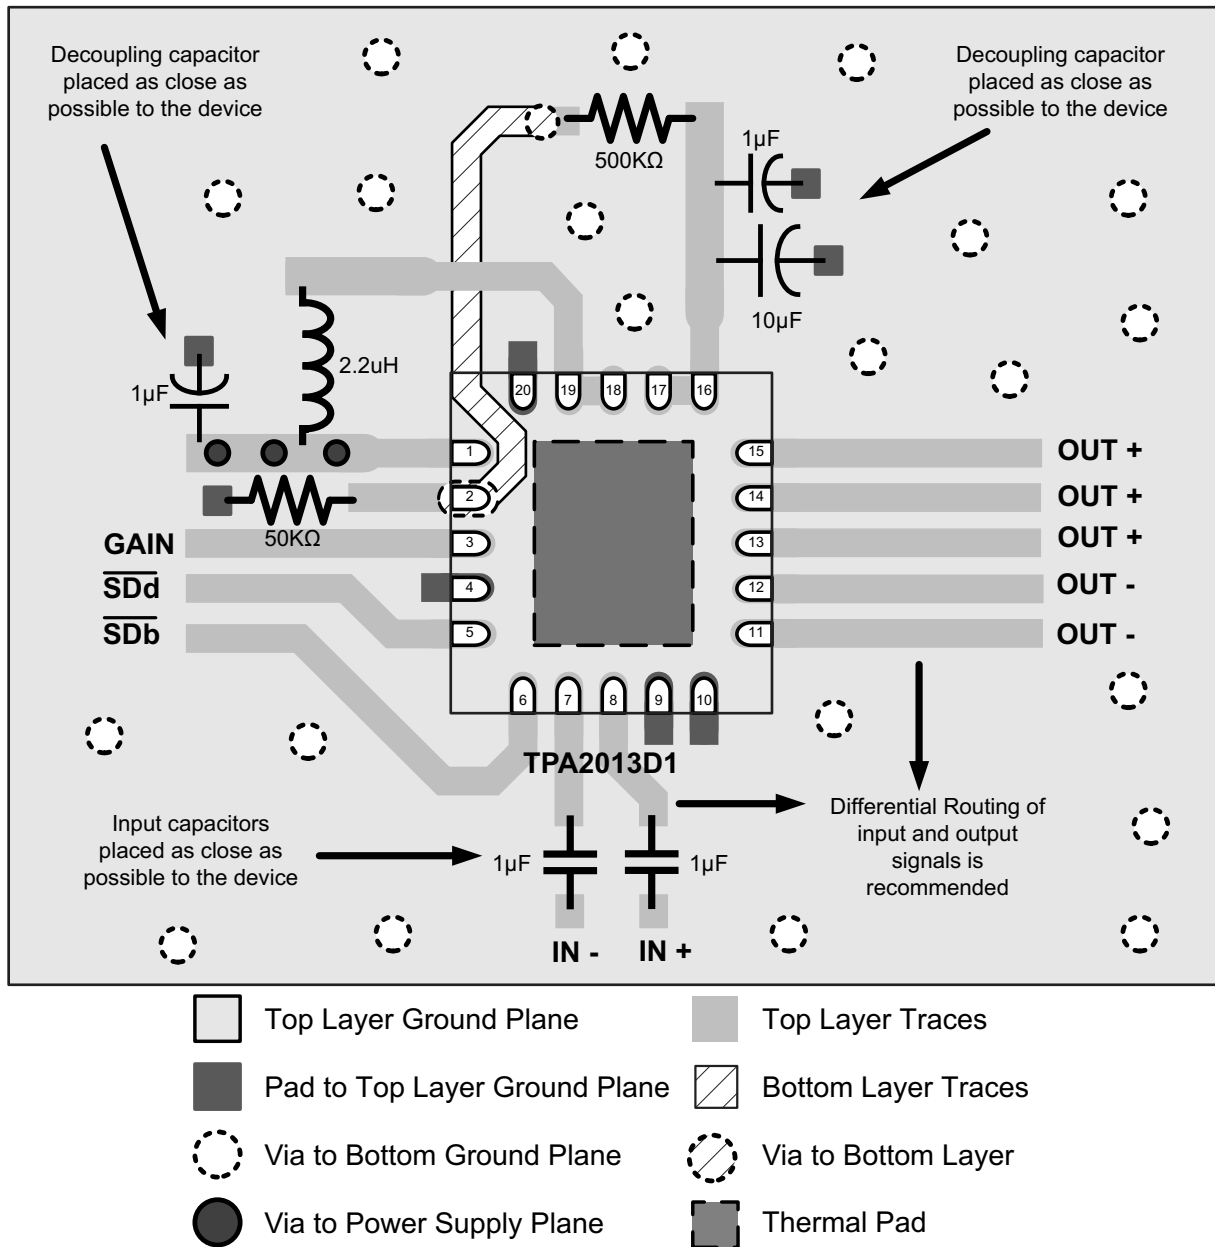 Decoupling capacitor
placed as close as
possible to the device
Decoupling capacitor
placed as close as
possible to the device
500KΩ
1µF
10µF
2.2uH
1µF
20 19 18 17 16
1
2
3
4
5
15
14
13
12
11
OUT +
OUT +
OUT +
OUT -
OUT -
50KΩ
GAIN
S̅D̅d̅
S̅D̅b̅
6 7 8 9 10
TPA2013D1
Input capacitors
placed as close as
possible to the device
1µF
1µF
Differential Routing of
input and output
signals is
recommended
IN -
IN +
Top Layer Ground Plane
Top Layer Traces
Pad to Top Layer Ground Plane
Bottom Layer Traces
Via to Bottom Ground Plane
Via to Bottom Layer
Via to Power Supply Plane
Thermal Pad